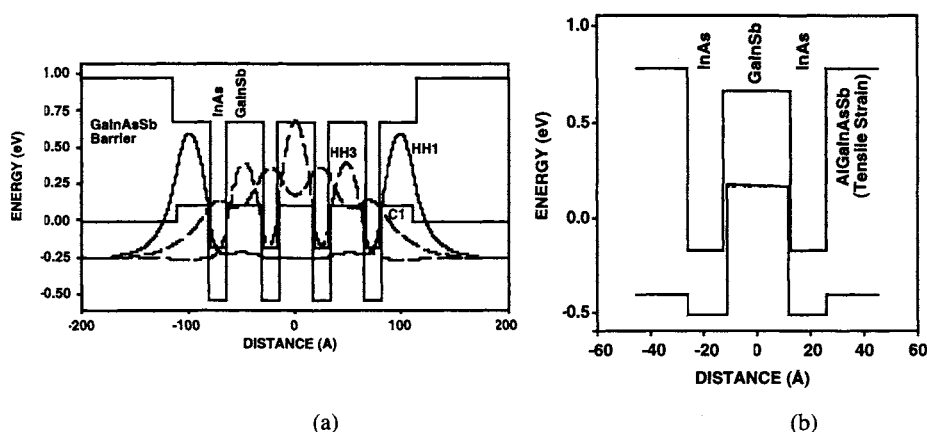 1.00
0.75
0.50
0.25
0.00
-0.25
-0.50
ENERGY (eV)
GaInAsSb
Barrier
InAs
GaInSb
HH3
HH1
C1
-200
-100
0
100
200
DISTANCE (A)
(a)
1.0
0.5
0.0
-0.5
ENERGY (eV)
InAs
GaInSb
InAs
AlGaInAsSb
(Tensile Strain)
-60
-40
-20
0
20
40
60
DISTANCE (Å)
(b)